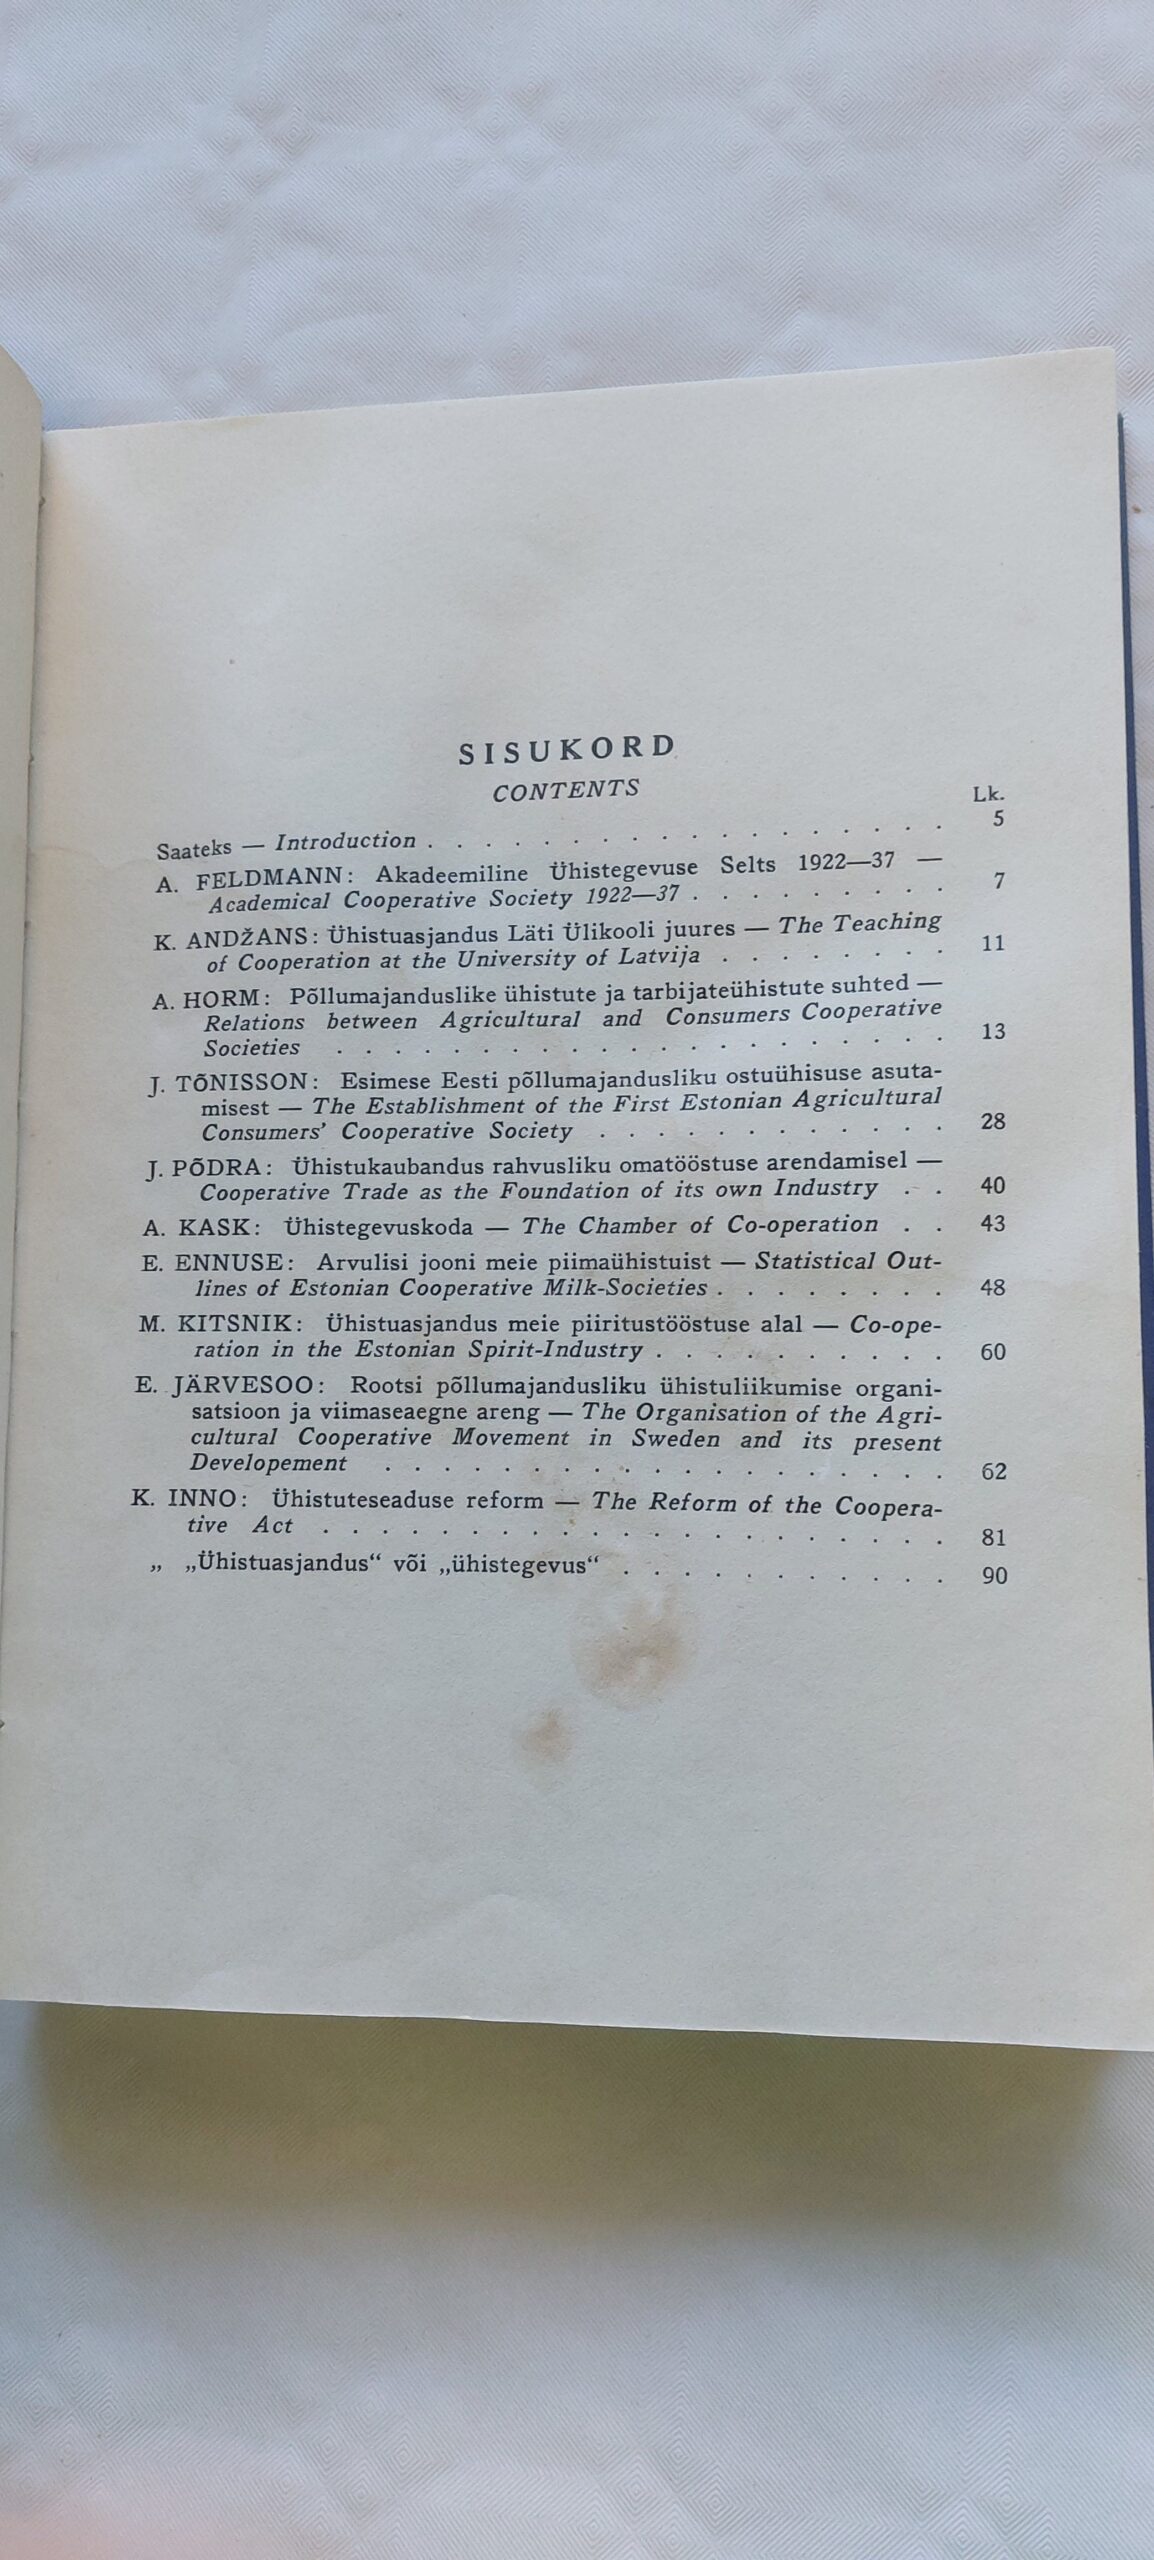 SISUKORD
CONTENTS
Lk.
Saateks — Introduction . . . . . . . . . . . . . . . . . . 5
A. FELDMANN: Akadeemiline Ühistegevuse Selts 1922—37 —
Academical Cooperative Society 1922—37 . . . . . . . . . 7
K. ANDŽANS: Ühistuasjandus Läti Ülikooli juures — The Teaching
of Cooperation at the University of Latvija . . . . . . . . 11
A. HORM: Põllumajanduslike ühistute ja tarbijateühistute suhted —
Relations between Agricultural and Consumers Cooperative
Societies . . . . . . . . . . . . . . . . . . . . . 13
J. TÕNISSON: Esimese Eesti põllumajandusliku ostuühisuse asuta-
misest — The Establishment of the First Estonian Agricultural
Consumers' Cooperative Society . . . . . . . . . . . . 28
J. PÕDRA: Ühistukaubandus rahvusliku omatööstuse arendamisel —
Cooperative Trade as the Foundation of its own Industry . . 40
A. KASK: Ühistegevuskoda — The Chamber of Co-operation . . 43
E. ENNUSE: Arvulisi jooni meie piimaühistuist — Statistical Out-
lines of Estonian Cooperative Milk-Societies . . . . . . . . 48
M. KITSNIK: Ühistuasjandus meie piiritustööstuse alal — Co-ope-
ration in the Estonian Spirit-Industry . . . . . . . . . . 60
E. JÄRVESOO: Rootsi põllumajandusliku ühistuliikumise organi-
satsioon ja viimaseaegne areng — The Organisation of the Agri-
cultural Cooperative Movement in Sweden and its present
Developement . . . . . . . . . . . . . . . . . . . 62
K. INNO: Ühistuteseaduse reform — The Reform of the Coopera-
tive Act . . . . . . . . . . . . . . . . . . . . . 81
„ „Ühistuasjandus“ või „ühistegevus“ . . . . . . . . . . . 90